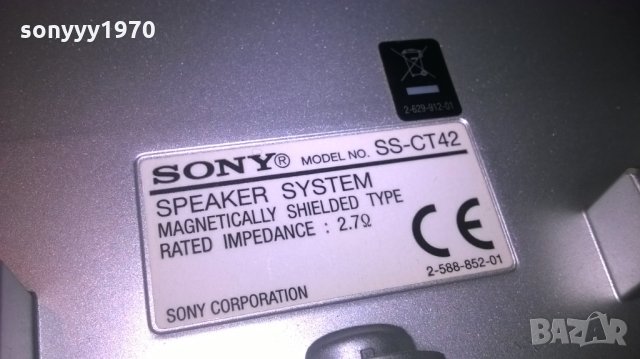 sonyyy1970
2-629-912-01
SONY® MODEL NO. SS-CT42
SPEAKER SYSTEM
MAGNETICALLY SHIELDED TYPE
RATED IMPEDANCE : 2.7Ω
CE
2-588-852-01
SONY CORPORATION
BAZAR